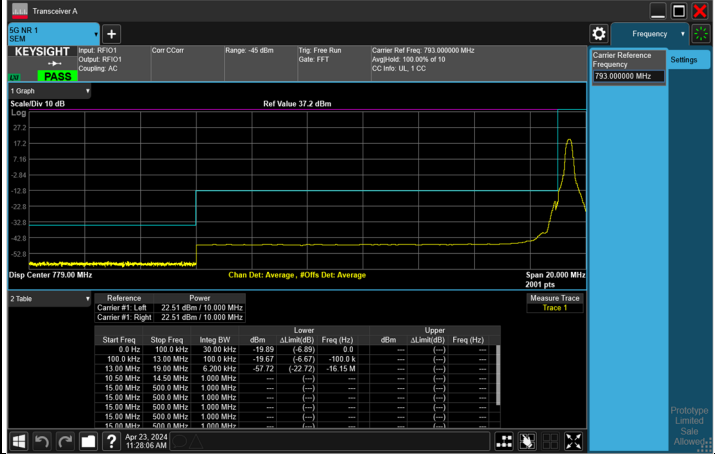 Transceiver A
5G NR 1
SEM
Frequency
KEYSIGHT
Input: RFIO1
Output: RFIO1
Coupling: AC
Corr CCorr
Range: -45 dBm
Trig: Free Run
Gate: FFT
Carrier Ref Freq: 793.000000 MHz
Avg|Hold: 100.00% of 10
CC Info: UL, 1 CC
PASS
Carrier Reference
Frequency
793.000000 MHz
Settings
1 Graph
Scale/Div 10 dB
Ref Value 37.2 dBm
Log
27.2
17.2
7.16
-2.84
-12.8
-22.8
-32.8
-42.8
-52.8
Disp Center 779.00 MHz
Chan Det: Average , #Offs Det: Average
Span 20.000 MHz
2001 pts
2 Table
Reference Power
Carrier #1: Left 22.51 dBm / 10.000 MHz
Carrier #1: Right 22.51 dBm / 10.000 MHz
Measure Trace
Trace 1
Lower Upper
Start Freq Stop Freq Integ BW dBm ΔLimit(dB) Freq (Hz) dBm ΔLimit(dB) Freq (Hz)
0.0 Hz 100.0 kHz 30.00 kHz -19.89 (-6.89) 0.0 --- (---) ---
100.0 kHz 13.00 MHz 100.0 kHz -19.67 (-6.67) -100.0 k --- (---) ---
13.00 MHz 19.00 MHz 6.200 kHz -57.72 (-22.72) -16.15 M --- (---) ---
10.50 MHz 14.50 MHz 1.000 MHz --- (---) --- --- (---) ---
15.00 MHz 500.0 MHz 1.000 MHz --- (---) --- --- (---) ---
15.00 MHz 500.0 MHz 1.000 MHz --- (---) --- --- (---) ---
15.00 MHz 500.0 MHz 1.000 MHz --- (---) --- --- (---) ---
15.00 MHz 500.0 MHz 1.000 MHz --- (---) --- --- (---) ---
15.00 MHz 500.0 MHz 1.000 MHz --- (---) --- --- (---) ---
Prototype
Limited
Sale
Allowed
Apr 23, 2024
11:28:06 AM